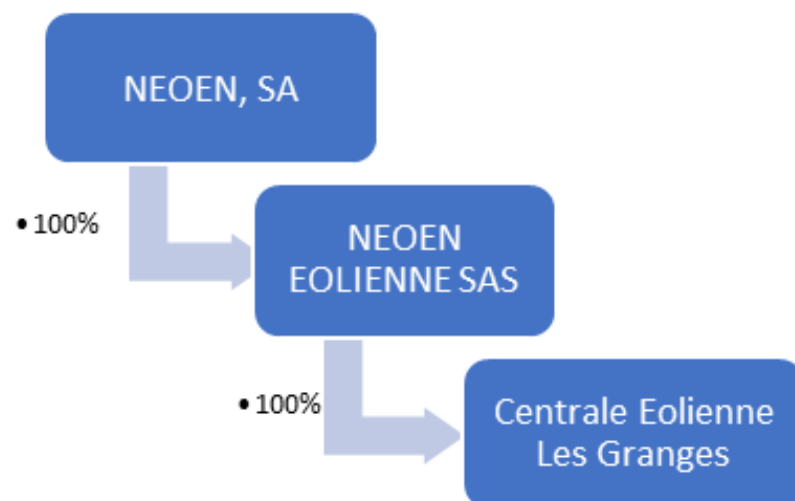 NEOEN, SA
• 100%
NEOEN
EOLIENNE SAS
• 100%
Centrale Eolienne
Les Granges